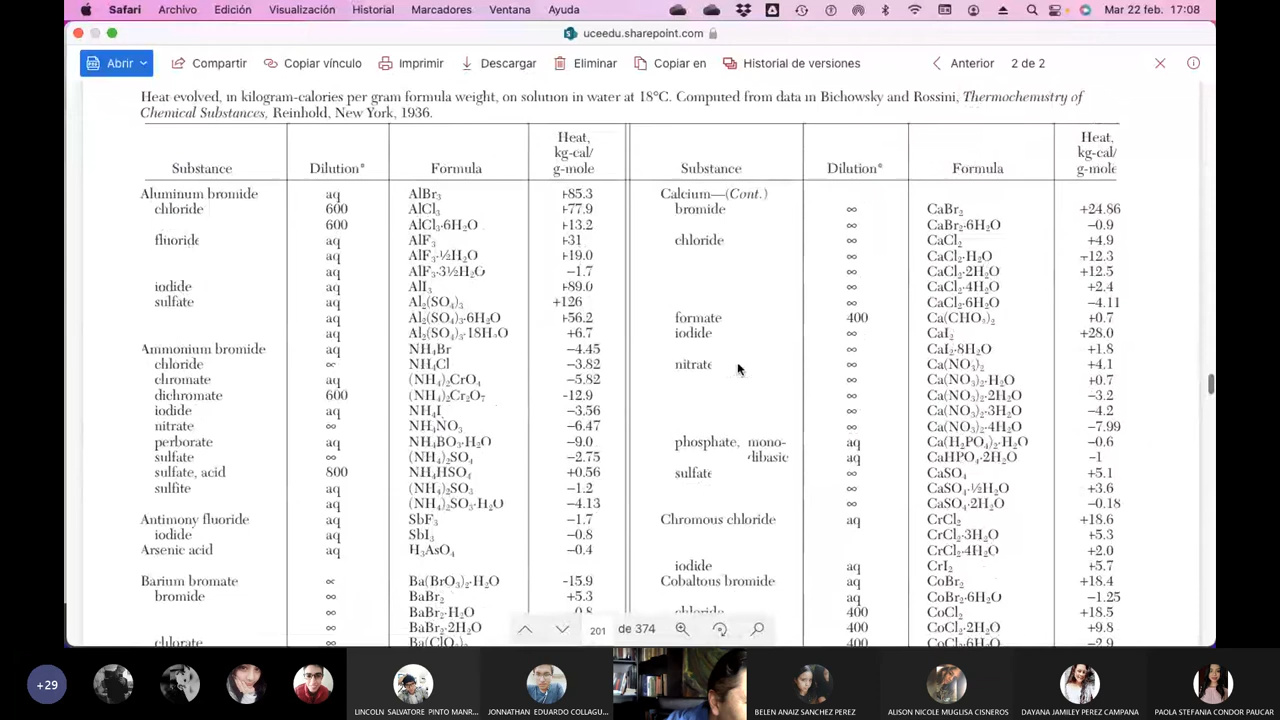 Safari Archivo Edición Visualización Historial Marcadores Ventana Ayuda Mar 22 feb. 17:08
uceedu.sharepoint.com
Abrir Compartir Copiar vínculo Imprimir Descargar Eliminar Copiar en Historial de versiones Anterior 2 de 2
Heat evolved, in kilogram-calories per gram formula weight, on solution in water at 18°C. Computed from data in Bichowsky and Rossini, Thermochemistry of
Chemical Substances, Reinhold, New York, 1936.
Substance Dilution* Formula Heat, kg-cal/ g-mole Substance Dilution* Formula Heat, kg-cal/ g-mole
Aluminum bromide aq AlBr₃ +85.3 Calcium—(Cont.)
chloride 600 AlCl₃ +77.9 bromide ∞ CaBr₂ +24.86
600 AlCl₃·6H₂O +13.2 ∞ CaBr₂·6H₂O −0.9
fluoride aq AlF₃ +31 chloride ∞ CaCl₂ +4.9
aq AlF₃·½H₂O +19.0 ∞ CaCl₂·H₂O +12.3
aq AlF₃·3½H₂O −1.7 ∞ CaCl₂·2H₂O +12.5
iodide aq AlI₃ +89.0 ∞ CaCl₂·4H₂O +2.4
sulfate aq Al₂(SO₄)₃ +126 ∞ CaCl₂·6H₂O −4.11
aq Al₂(SO₄)₃·6H₂O +56.2 formate 400 Ca(CHO₂)₂ +0.7
aq Al₂(SO₄)₃·18H₂O +6.7 iodide ∞ CaI₂ +28.0
Ammonium bromide aq NH₄Br −4.45 ∞ CaI₂·8H₂O +1.8
chloride ∞ NH₄Cl −3.82 nitrate ∞ Ca(NO₃)₂ +4.1
chromate aq (NH₄)₂CrO₄ −5.82 ∞ Ca(NO₃)₂·H₂O +0.7
dichromate 600 (NH₄)₂Cr₂O₇ -12.9 ∞ Ca(NO₃)₂·2H₂O −3.2
iodide aq NH₄I −3.56 ∞ Ca(NO₃)₂·3H₂O −4.2
nitrate ∞ NH₄NO₃ −6.47 ∞ Ca(NO₃)₂·4H₂O −7.99
perborate aq NH₄BO₃·H₂O −9.0 phosphate, mono- aq Ca(H₂PO₄)₂·H₂O −0.6
sulfate ∞ (NH₄)₂SO₄ −2.75 dibasic aq CaHPO₄·2H₂O −1
sulfate, acid 800 NH₄HSO₄ +0.56 sulfate ∞ CaSO₄ +5.1
sulfite aq (NH₄)₂SO₃ −1.2 ∞ CaSO₄·½H₂O +3.6
aq (NH₄)₂SO₃·H₂O −4.13 ∞ CaSO₄·2H₂O −0.18
Antimony fluoride aq SbF₃ −1.7 Chromous chloride aq CrCl₂ +18.6
iodide aq SbI₃ −0.8 CrCl₂·3H₂O +5.3
Arsenic acid aq H₃AsO₄ −0.4 CrCl₂·4H₂O +2.0
iodide aq CrI₂ +5.7
Barium bromate ∞ Ba(BrO₃)₂·H₂O -15.9 Cobaltous bromide aq CoBr₂ +18.4
bromide ∞ BaBr₂ +5.3 aq CoBr₂·6H₂O −1.25
∞ BaBr₂·H₂O 0.8 chloride 400 CoCl₂ +18.5
∞ BaBr₂·2H₂O 400 CoCl₂·2H₂O +9.8
chlorate ∞ 400 CoCl₂·6H₂O −2.9
201 de 374
+29 LINCOLN SALVATORE PINTO MANR... JONNATHAN EDUARDO COLLAGU... BELEN ANAIZ SANCHEZ PEREZ ALISON NICOLE MUGLISA CISNEROS DAYANA JAMILEY PEREZ CAMPANA PAOLA STEFANIA CONDOR PAUCAR